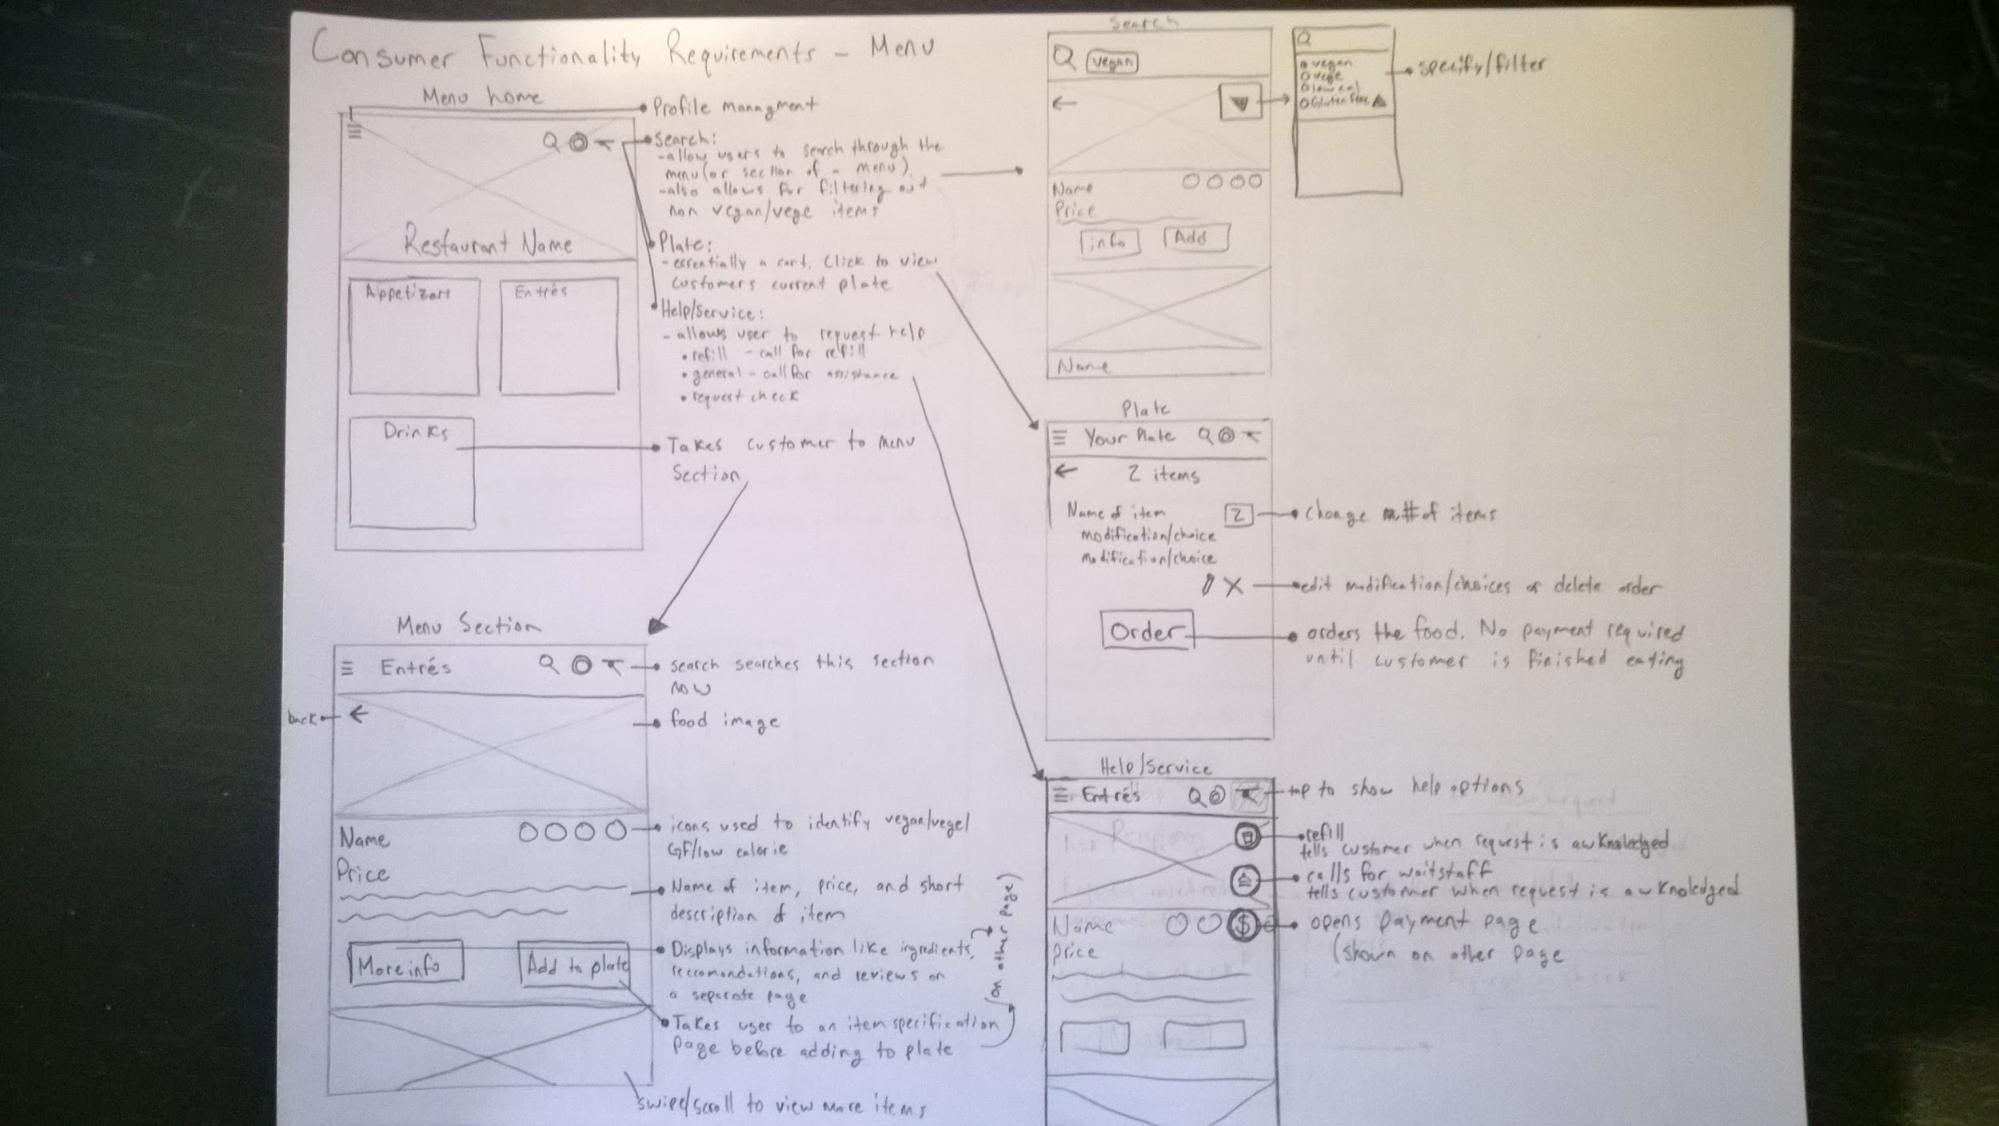 Consumer Functionality Requirements - Menu
Menu home
Restaurant Name
Appetizers
Entrés
Drinks
Profile managment
Search:
-allow users to search through the
menu (or section of a menu).
-also allows for filtering out
non vegan/vege items
Plate:
-essentially a cart. Click to view
customers current plate
Help/Service:
-allows user to request help
• refill - call for refill
• general - call for assistance
• request check
Takes customer to menu
Section
Menu Section
Entrés
back
Name
Price
More info
Add to plate
search searches this section
now
food image
icons used to identify vegan/vege/
GF/low calorie
Name of item, price, and short
description of item
Displays information like ingredients,
reccomendations, and reviews on
a separate page
Takes user to an item specification
page before adding to plate
(on other page)
swipe/scroll to view more items
Search
vegan
Name
Price
info
Add
Name
vegan
vege
low cal
Gluten free
specify/filter
Plate
Your Plate
2 items
Name of item
2
modification/choice
modification/choice
Order
change # of items
edit modification/choices or delete order
orders the food. No payment required
until customer is finished eating
Help/Service
Entrés
Name
Price
$
tap to show help options
refill
tells customer when request is awknoledged
calls for waitstaff
tells customer when request is awknoledged
opens payment page
(shown on other page